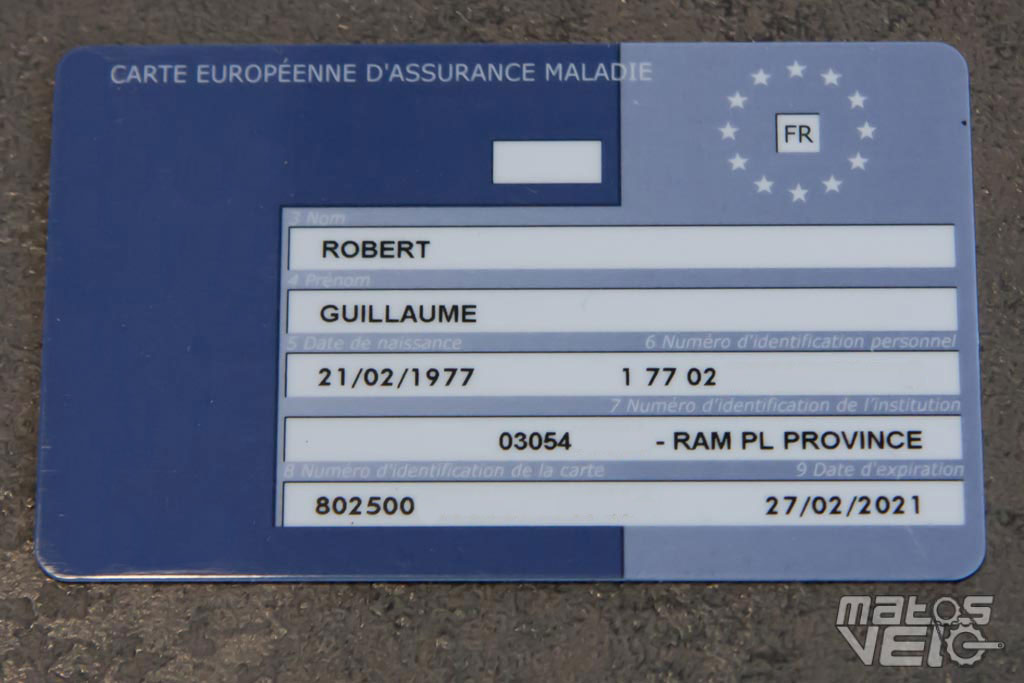 CARTE EUROPÉENNE D'ASSURANCE MALADIE
FR
3 Nom
ROBERT
4 Prénom
GUILLAUME
5 Date de naissance 6 Numéro d'identification personnel
21/02/1977 1 77 02
7 Numéro d'identification de l'institution
03054 - RAM PL PROVINCE
8 Numéro d'identification de la carte 9 Date d'expiration
802500 27/02/2021
matos
VELO